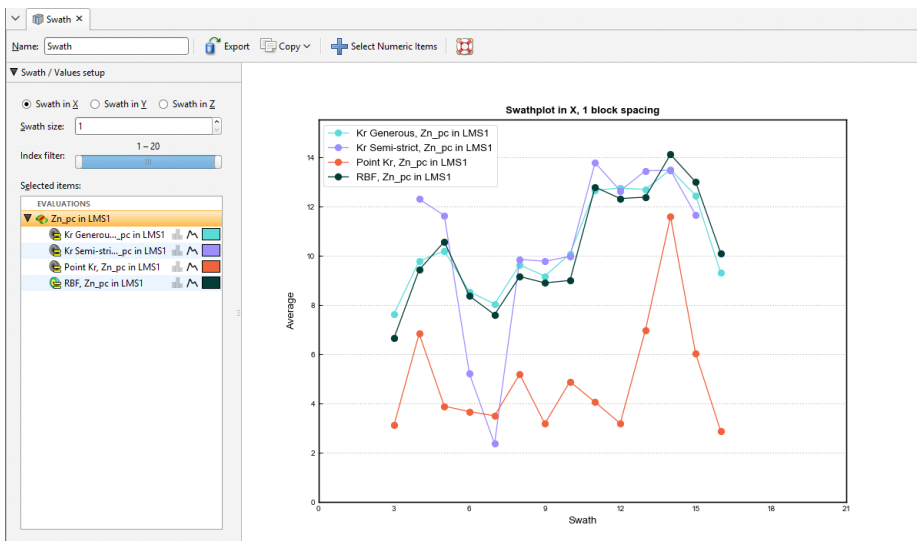 Swath ×
Name: Swath
Export
Copy
Select Numeric Items
Swath / Values setup
Swath in X Swath in Y Swath in Z
Swath size: 1
1 – 20
Index filter:
Selected items:
EVALUATIONS
Zn_pc in LMS1
Kr Generou..._pc in LMS1
Kr Semi-stri..._pc in LMS1
Point Kr, Zn_pc in LMS1
RBF, Zn_pc in LMS1
Swathplot in X, 1 block spacing
Kr Generous, Zn_pc in LMS1
Kr Semi-strict, Zn_pc in LMS1
Point Kr, Zn_pc in LMS1
RBF, Zn_pc in LMS1
14
12
10
8
6
4
2
0
Average
0 3 6 9 12 15 18 21
Swath